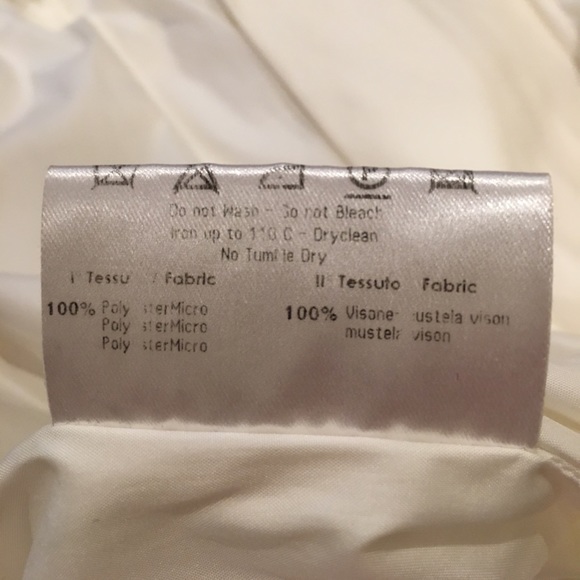 Do not Wash - Do not Bleach
Iron up to 110 C - Dryclean
No Tumble Dry
I° Tessu / Fabric
100% Poly sterMicro
Poly sterMicro
Poly sterMicro
II° Tessuto Fabric
100% Visone- ustela vison
mustela vison